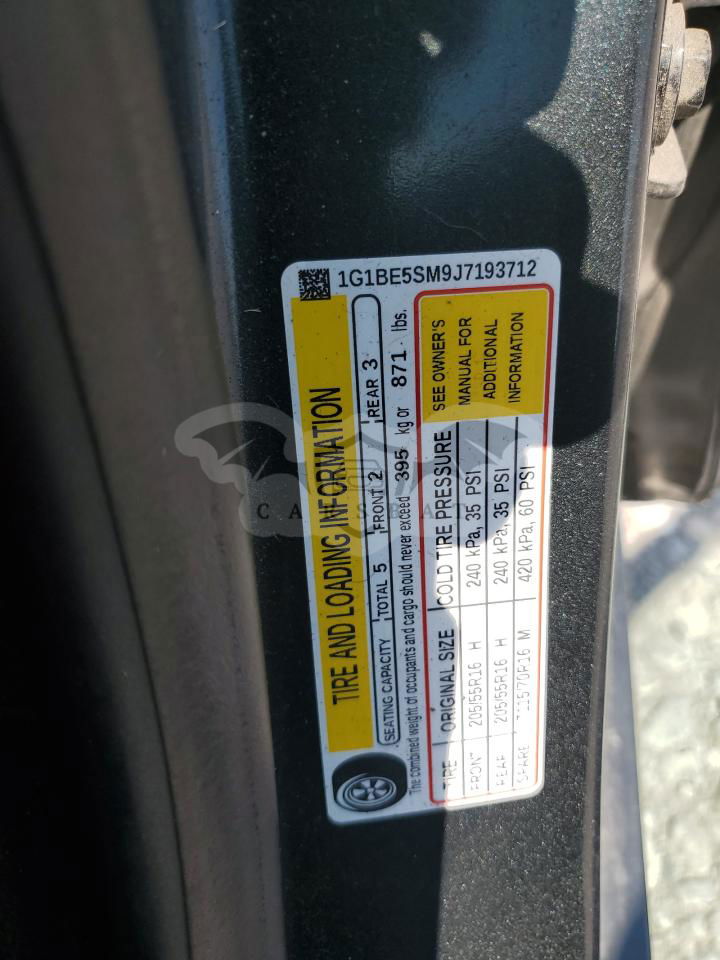 1G1BE5SM9J7193712
TIRE AND LOADING INFORMATION
SEATING CAPACITY TOTAL 5 FRONT 2 REAR 3
The combined weight of occupants and cargo should never exceed 395 kg or 871 lbs.
TIRE ORIGINAL SIZE COLD TIRE PRESSURE
FRONT 205/55R16 H 240 kPa, 35 PSI
REAR 205/55R16 H 240 kPa, 35 PSI
SPARE T115/70R16 M 420 kPa, 60 PSI
SEE OWNER'S
MANUAL FOR
ADDITIONAL
INFORMATION